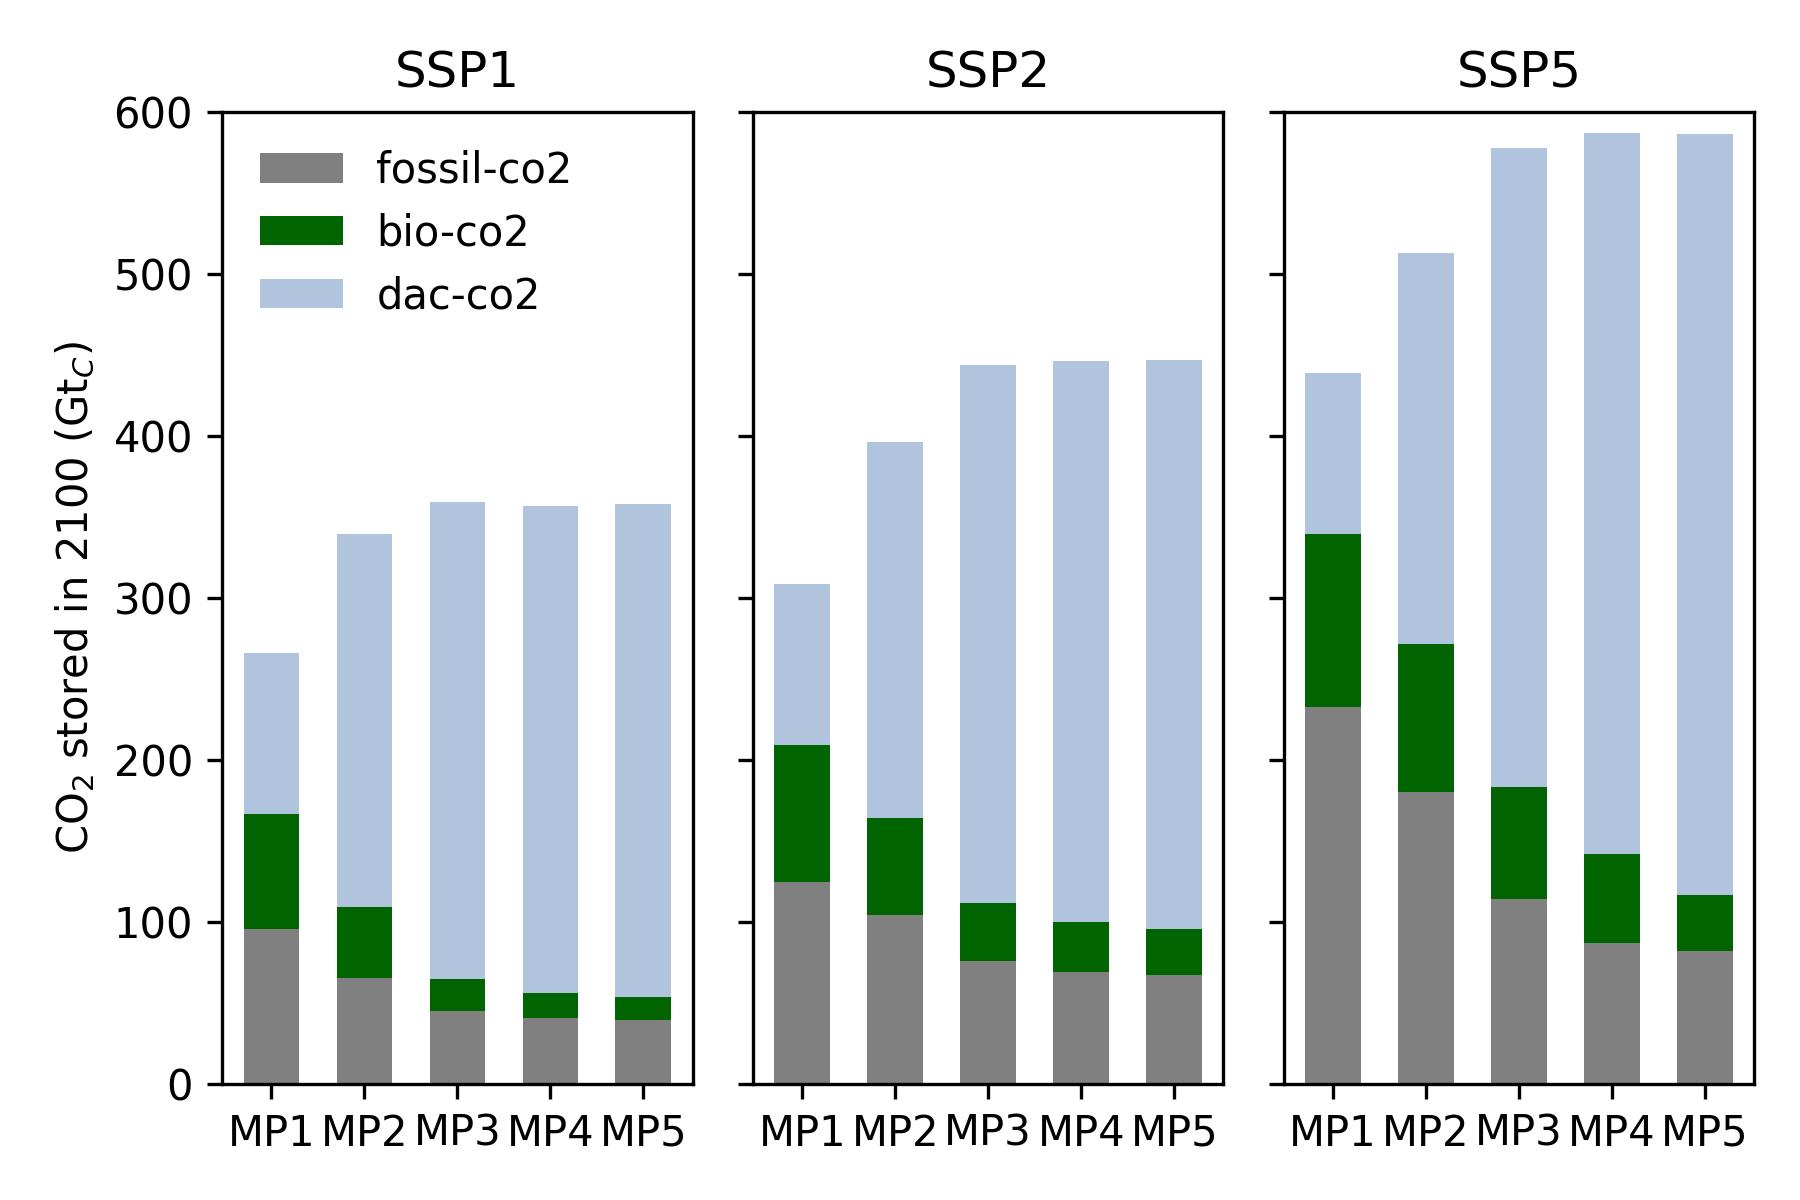 SSP1
SSP2
SSP5
600
500
400
300
200
100
0
CO₂ stored in 2100 (Gt_C)
fossil-co2
bio-co2
dac-co2
MP1 MP2 MP3 MP4 MP5
MP1 MP2 MP3 MP4 MP5
MP1 MP2 MP3 MP4 MP5